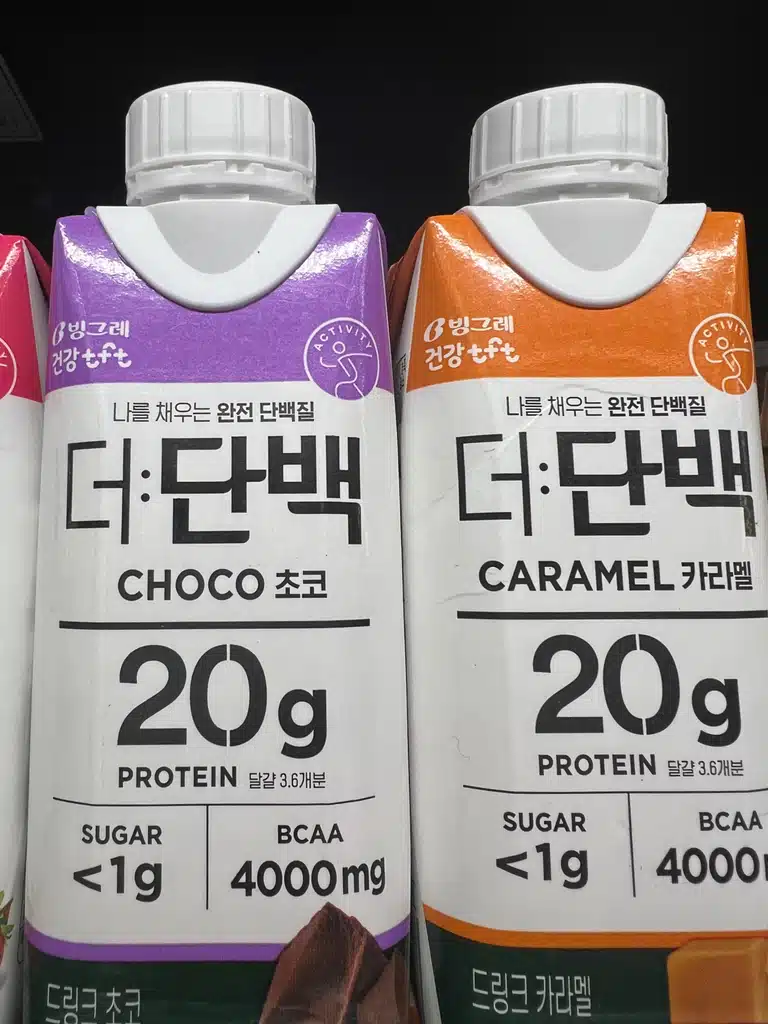 빙그레
건강 tft
ACTIVITY
나를 채우는 완전 단백질
더:단백
CHOCO 초코
20g
PROTEIN 달걀 3.6개분
SUGAR
<1g
BCAA
4000mg
드링크 초코
빙그레
건강 tft
ACTIVITY
나를 채우는 완전 단백질
더:단백
CARAMEL 카라멜
20g
PROTEIN 달걀 3.6개분
SUGAR
<1g
BCAA
4000
드링크 카라멜